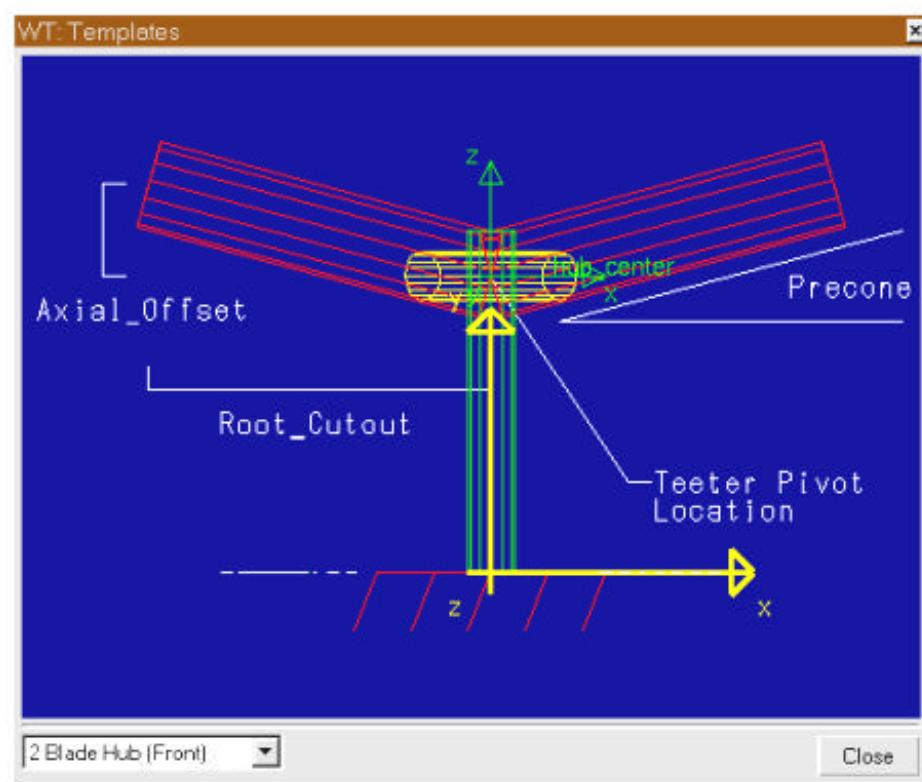 WT: Templates
z
hub_center
x
Precone
y
Axial_Offset
Root_Cutout
Teeter Pivot
Location
z
x
2 Blade Hub (Front)
Close